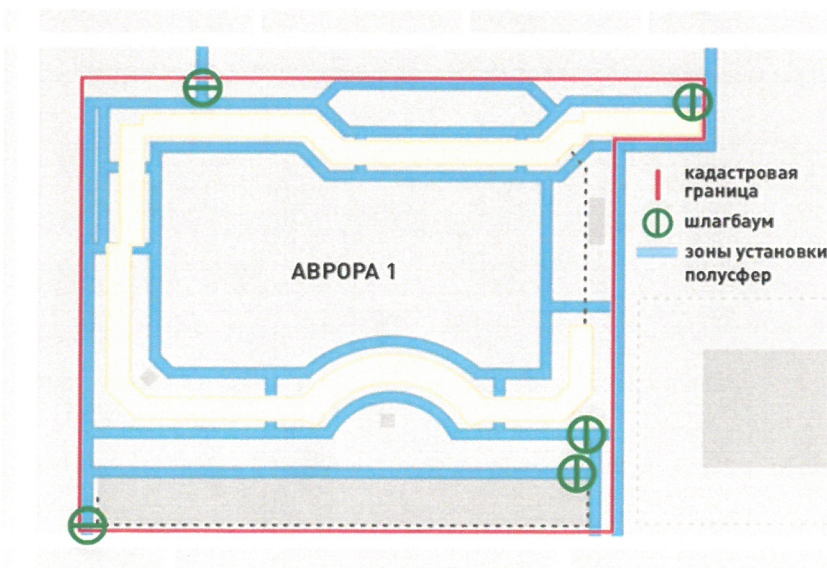 кадастровая
граница
шлагбаум
зоны установки
полусфер
АВРОРА 1